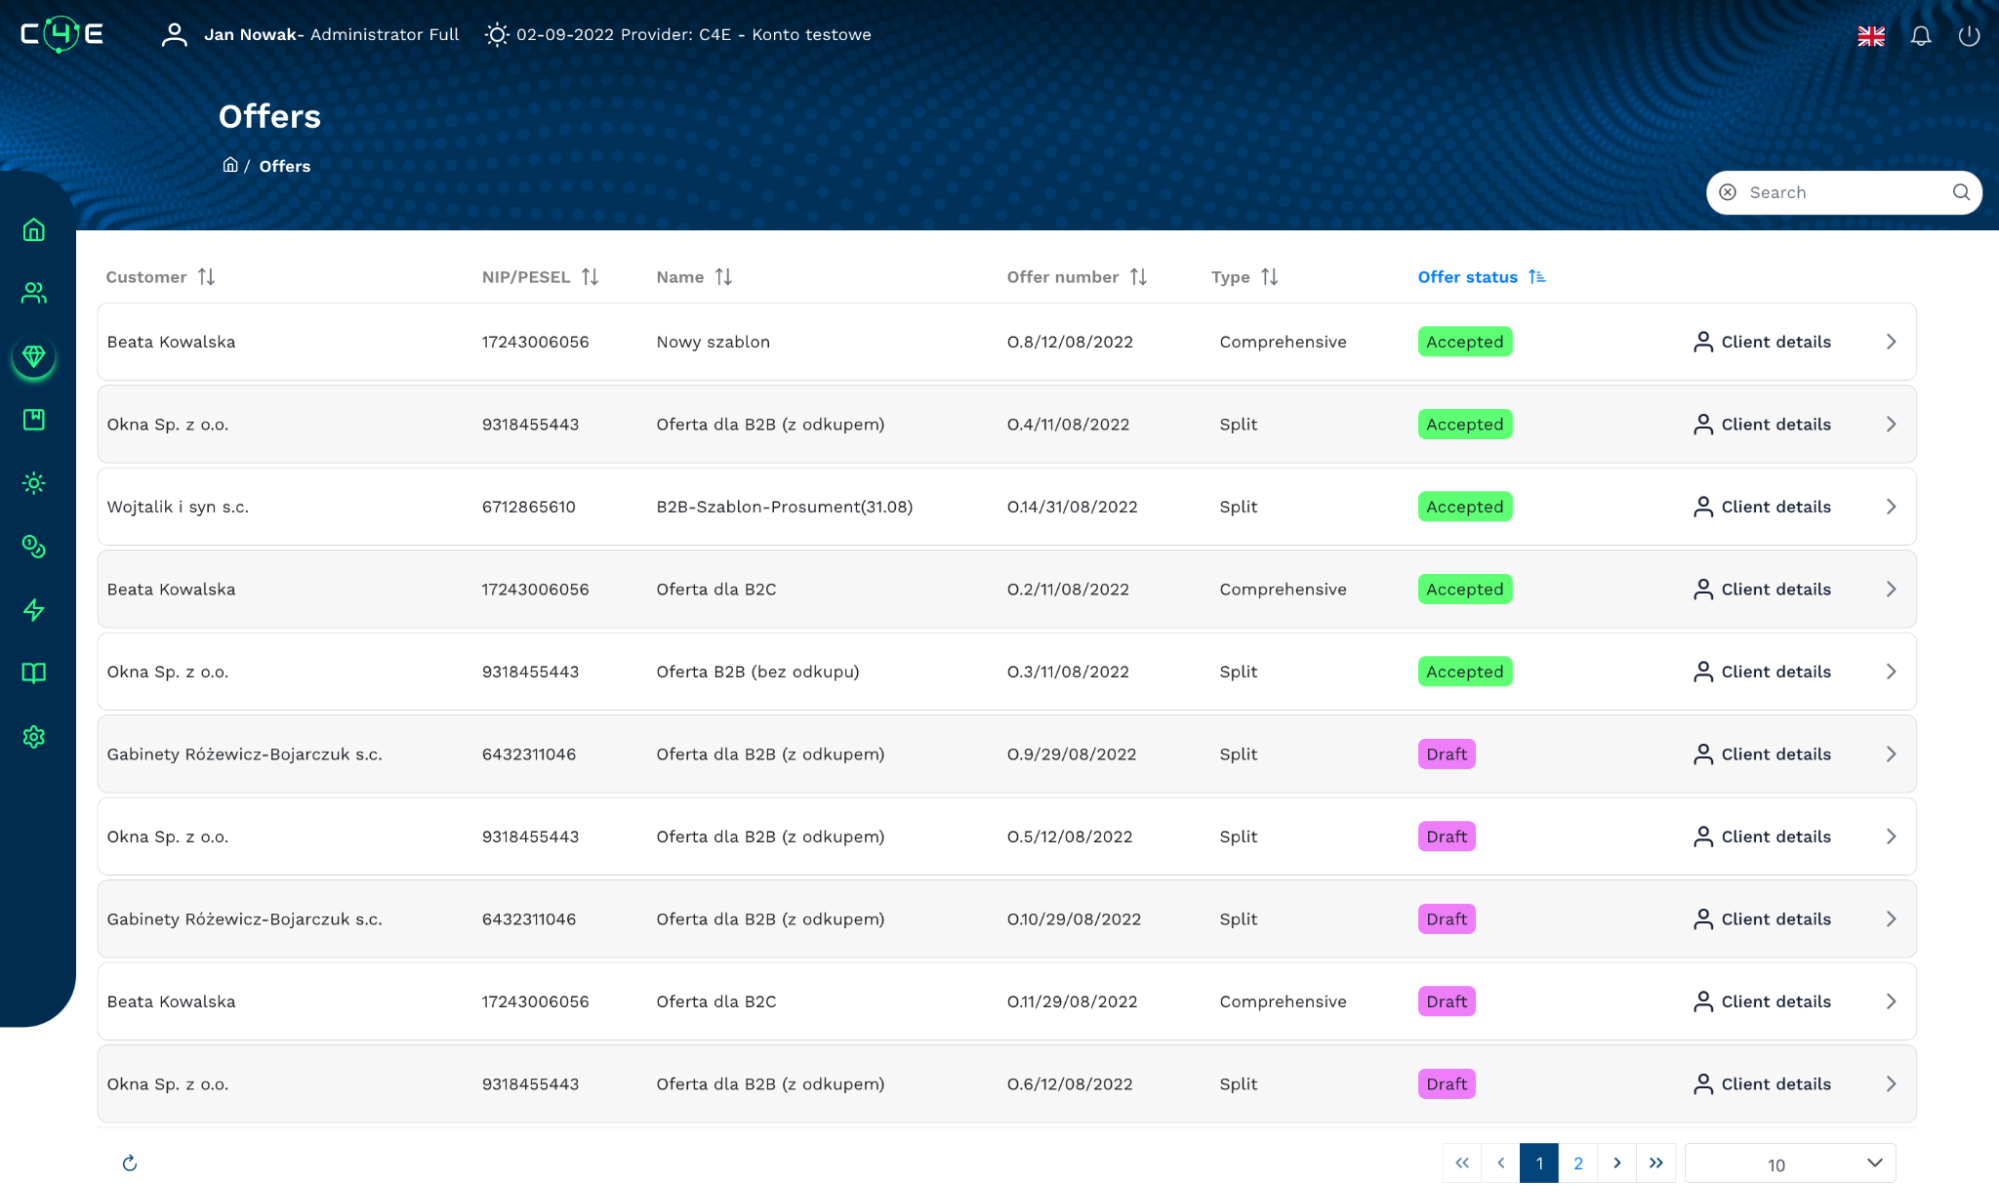 C4E
Jan Nowak- Administrator Full 02-09-2022 Provider: C4E - Konto testowe
Offers
/ Offers
Search
Customer NIP/PESEL Name Offer number Type Offer status
Beata Kowalska 17243006056 Nowy szablon O.8/12/08/2022 Comprehensive Accepted Client details
Okna Sp. z o.o. 9318455443 Oferta dla B2B (z odkupem) O.4/11/08/2022 Split Accepted Client details
Wojtalik i syn s.c. 6712865610 B2B-Szablon-Prosument(31.08) O.14/31/08/2022 Split Accepted Client details
Beata Kowalska 17243006056 Oferta dla B2C O.2/11/08/2022 Comprehensive Accepted Client details
Okna Sp. z o.o. 9318455443 Oferta B2B (bez odkupu) O.3/11/08/2022 Split Accepted Client details
Gabinety Różewicz-Bojarczuk s.c. 6432311046 Oferta dla B2B (z odkupem) O.9/29/08/2022 Split Draft Client details
Okna Sp. z o.o. 9318455443 Oferta dla B2B (z odkupem) O.5/12/08/2022 Split Draft Client details
Gabinety Różewicz-Bojarczuk s.c. 6432311046 Oferta dla B2B (z odkupem) O.10/29/08/2022 Split Draft Client details
Beata Kowalska 17243006056 Oferta dla B2C O.11/29/08/2022 Comprehensive Draft Client details
Okna Sp. z o.o. 9318455443 Oferta dla B2B (z odkupem) O.6/12/08/2022 Split Draft Client details
« ‹ 1 2 › » 10